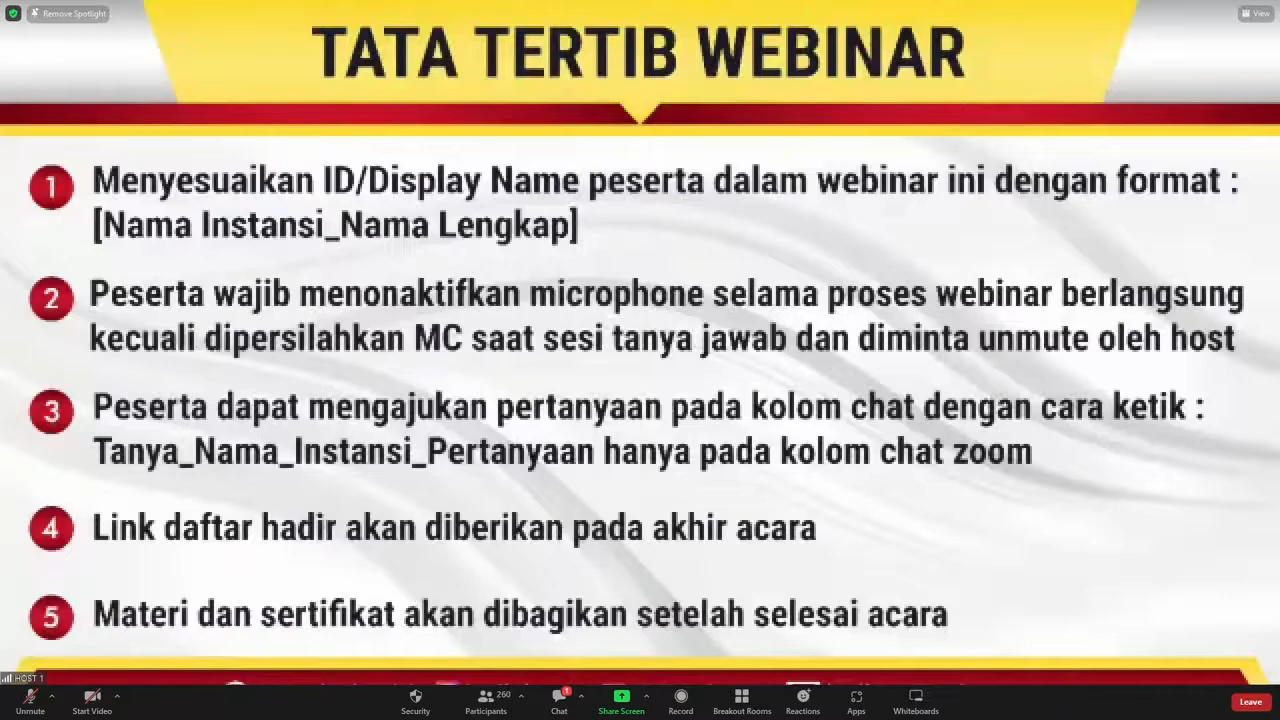 Remove Spotlight
View
TATA TERTIB WEBINAR
1 Menyesuaikan ID/Display Name peserta dalam webinar ini dengan format :
[Nama Instansi_Nama Lengkap]
2 Peserta wajib menonaktifkan microphone selama proses webinar berlangsung
kecuali dipersilahkan MC saat sesi tanya jawab dan diminta unmute oleh host
3 Peserta dapat mengajukan pertanyaan pada kolom chat dengan cara ketik :
Tanya_Nama_Instansi_Pertanyaan hanya pada kolom chat zoom
4 Link daftar hadir akan diberikan pada akhir acara
5 Materi dan sertifikat akan dibagikan setelah selesai acara
HOST 1
260
1
Unmute Start Video Security Participants Chat Share Screen Record Breakout Rooms Reactions Apps Whiteboards Leave